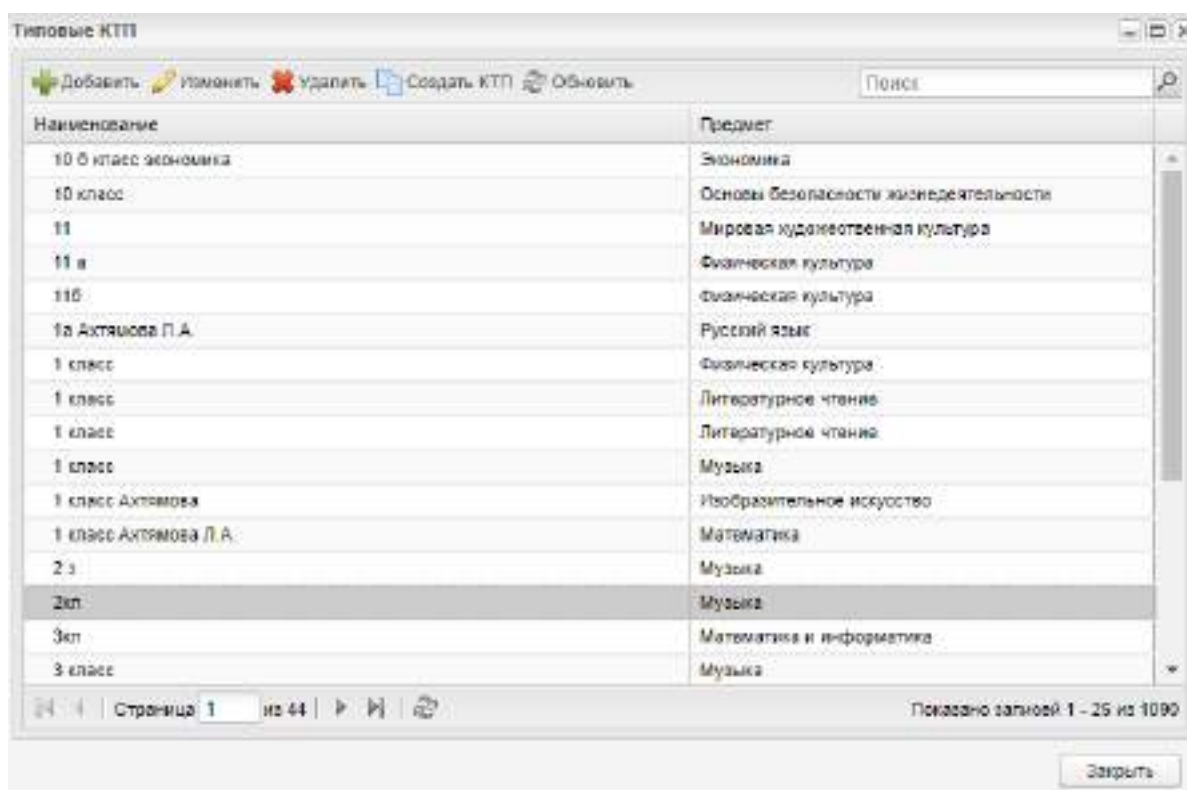 Типовые КТП
Добавить Изменить Удалить Создать КТП Обновить Поиск
Наименование Предмет
10 б класс экономика Экономика
10 класс Основы безопасности жизнедеятельности
11 Мировая художественная культура
11 а Физическая культура
11б Физическая культура
1а Ахтямова Л.А. Русский язык
1 класс Физическая культура
1 класс Литературное чтение
1 класс Литературное чтение
1 класс Музыка
1 класс Ахтямова Изобразительное искусство
1 класс Ахтямова Л.А. Математика
2 Музыка
2кл Музыка
3кл Математика и информатика
3 класс Музыка
Страница 1 из 44 Показано записей 1 - 25 из 1090
Закрыть